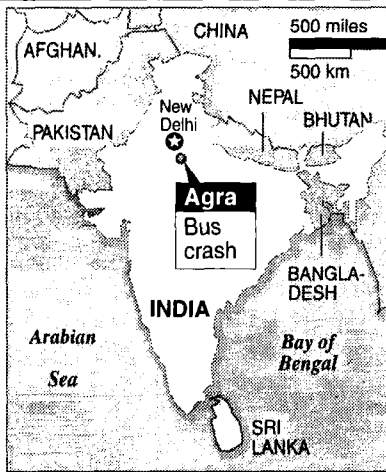 500 miles
500 km
CHINA
AFGHAN.
NEPAL
New
Delhi
BHUTAN
PAKISTAN
Agra
Bus
crash
BANGLA-
DESH
INDIA
Arabian
Sea
Bay of
Bengal
SRI
LANKA